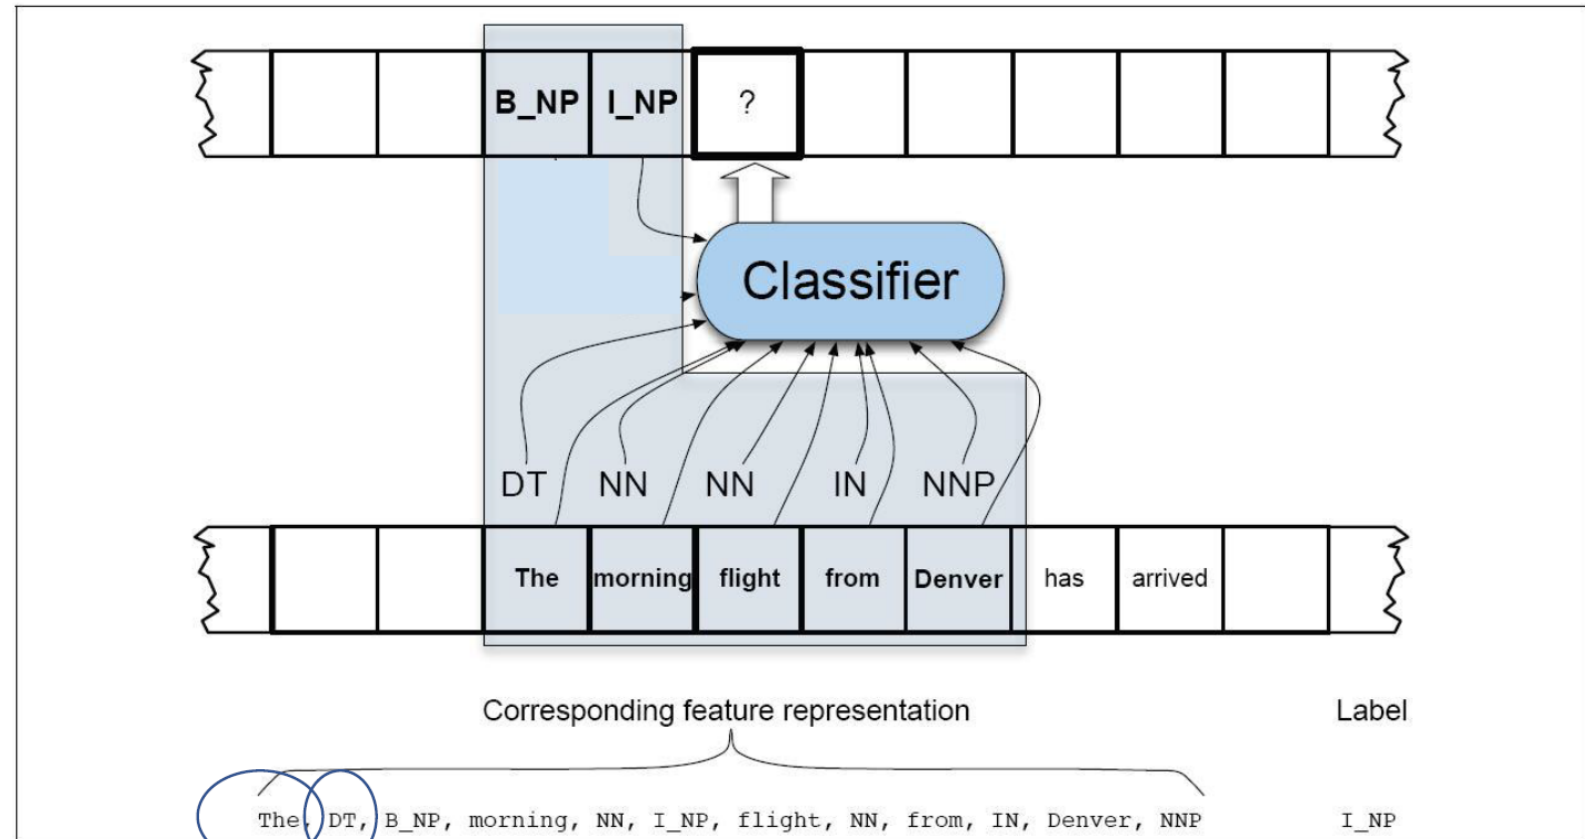 B_NP I_NP ?
Classifier
DT NN NN IN NNP
The morning flight from Denver has arrived
Corresponding feature representation Label
The, DT, B_NP, morning, NN, I_NP, flight, NN, from, IN, Denver, NNP I_NP